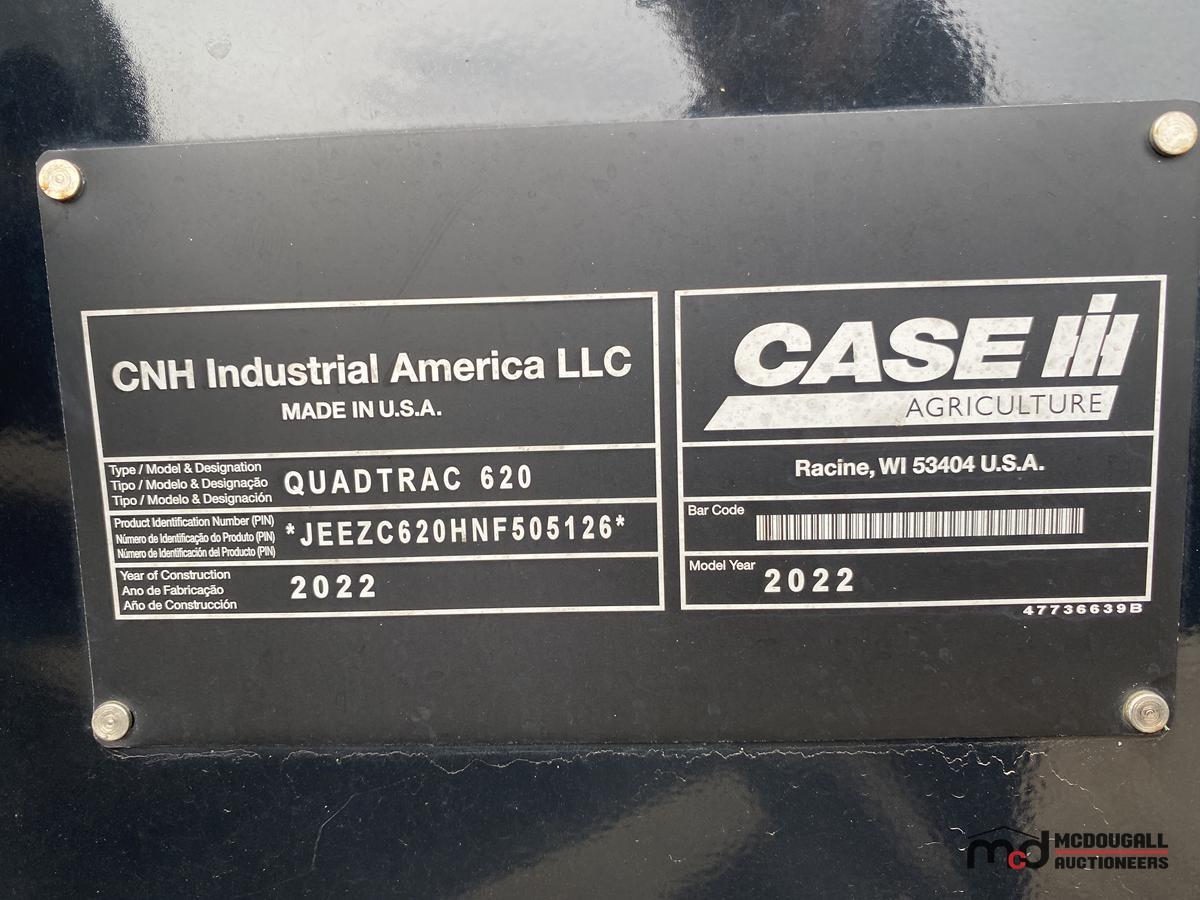 CNH Industrial America LLC
MADE IN U.S.A.
Type / Model & Designation
Tipo / Modelo & Designação
Tipo / Modelo & Designación
QUADTRAC 620
Product Identification Number (PIN)
Número de Identificação do Produto (PIN)
Número de Identificación del Producto (PIN)
*JEEZC620HNF505126*
Year of Construction
Ano de Fabricação
Año de Construcción
2022
CASE IH
AGRICULTURE
Racine, WI 53404 U.S.A.
Bar Code
Model Year
2022
47736639B
mcd MCDOUGALL
AUCTIONEERS